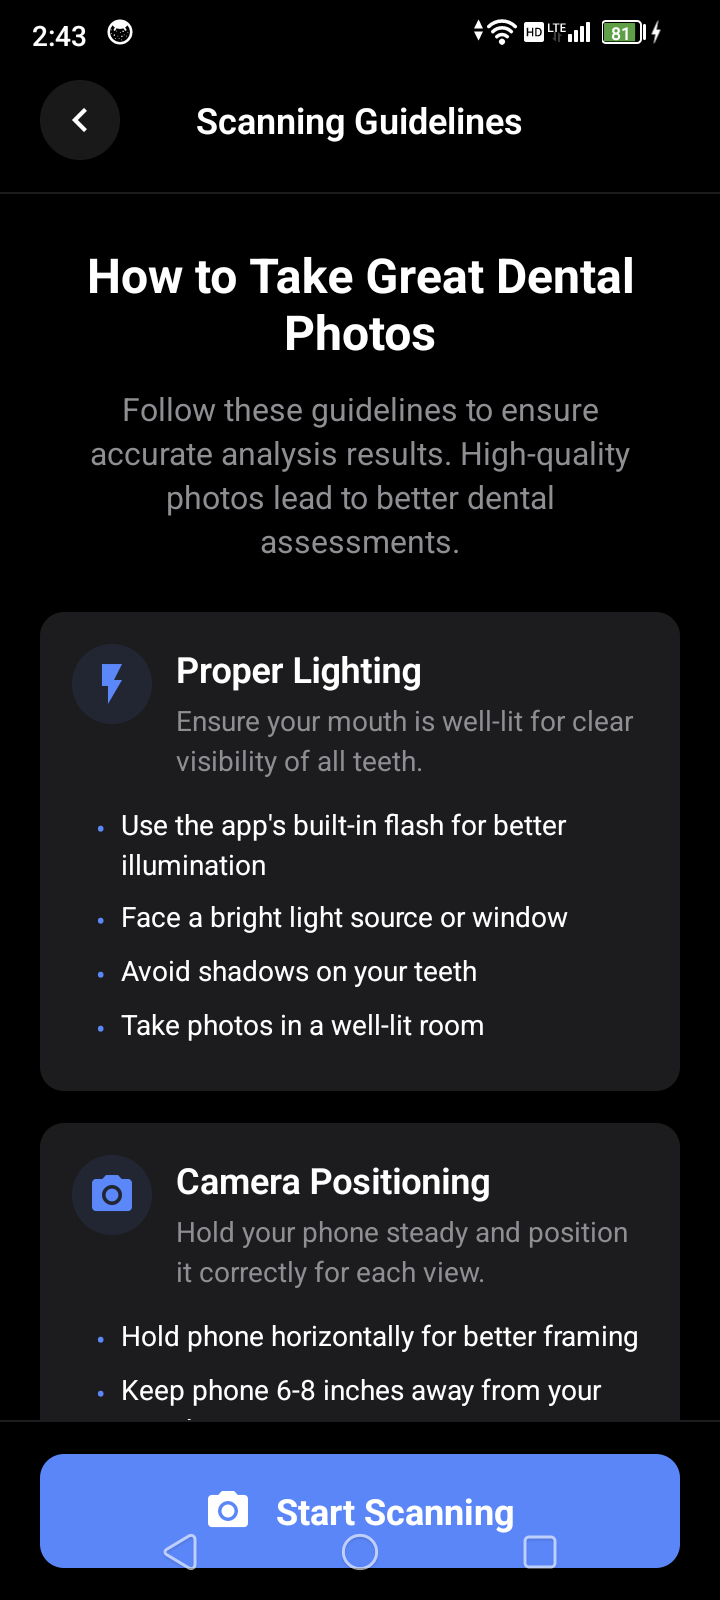 2:43
HD LTE 81
Scanning Guidelines
How to Take Great Dental
Photos
Follow these guidelines to ensure
accurate analysis results. High-quality
photos lead to better dental
assessments.
Proper Lighting
Ensure your mouth is well-lit for clear
visibility of all teeth.
• Use the app's built-in flash for better
illumination
• Face a bright light source or window
• Avoid shadows on your teeth
• Take photos in a well-lit room
Camera Positioning
Hold your phone steady and position
it correctly for each view.
• Hold phone horizontally for better framing
• Keep phone 6-8 inches away from your
Start Scanning